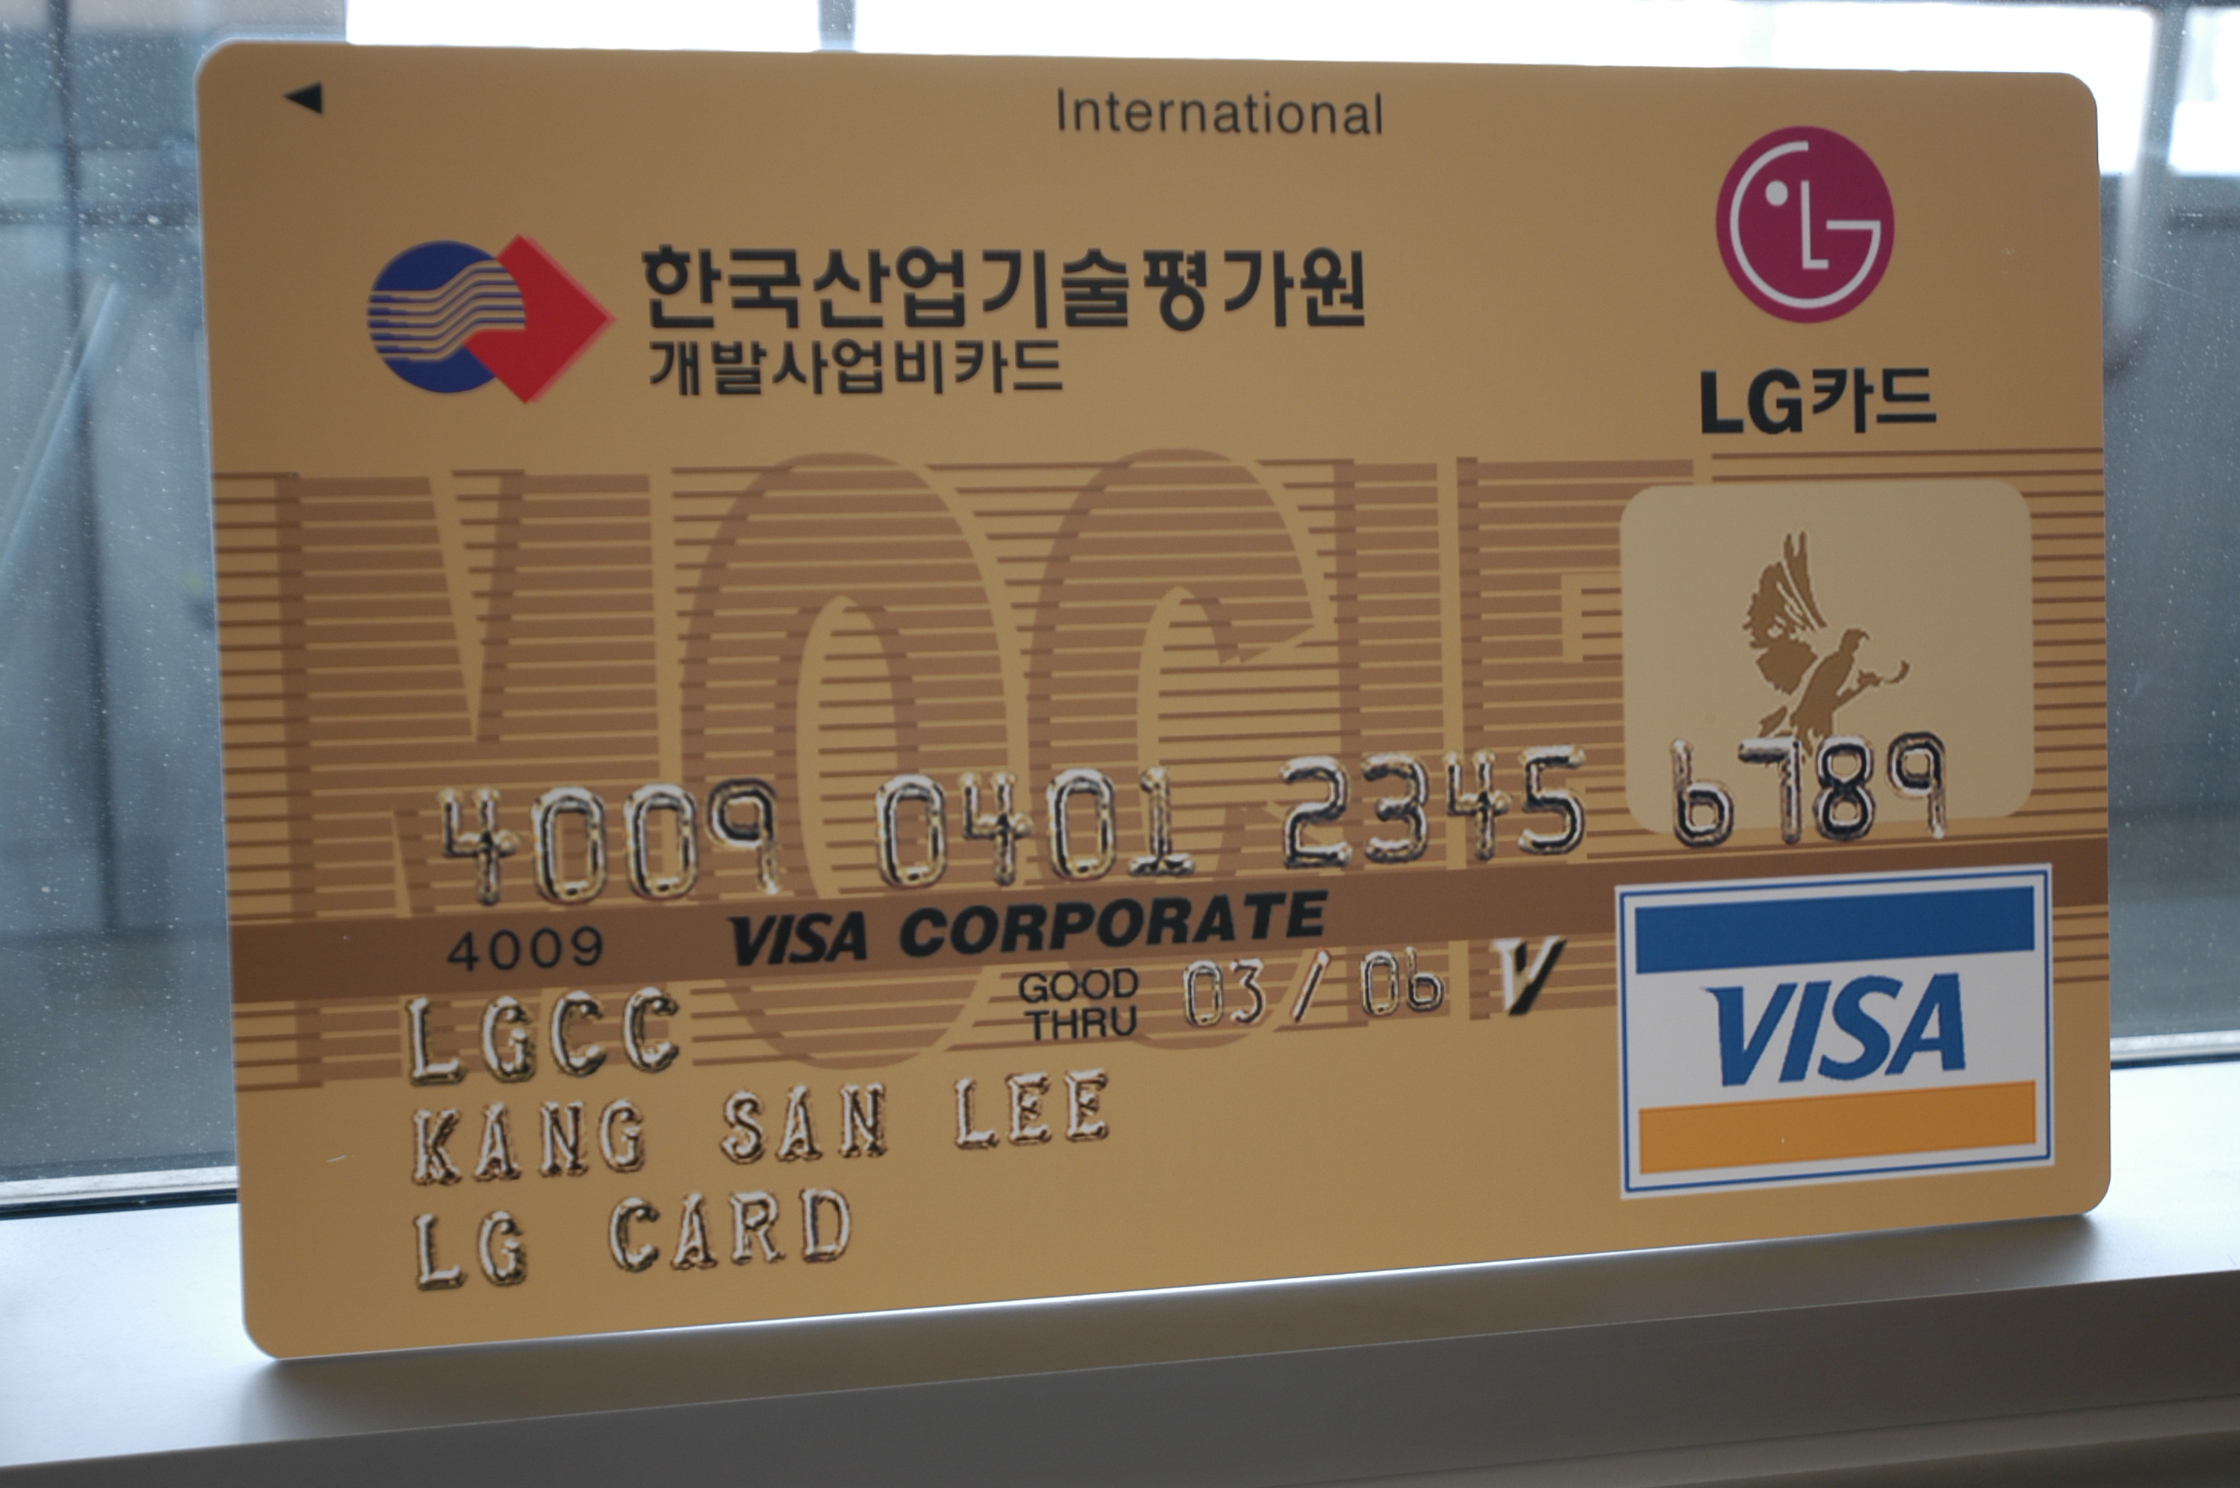 International
한국산업기술평가원
개발사업비카드
LG
LG카드
MOCIE
4009 0401 2345 6789
4009 VISA CORPORATE
LGCC GOOD THRU 03/06 V
KANG SAN LEE
LG CARD
VISA